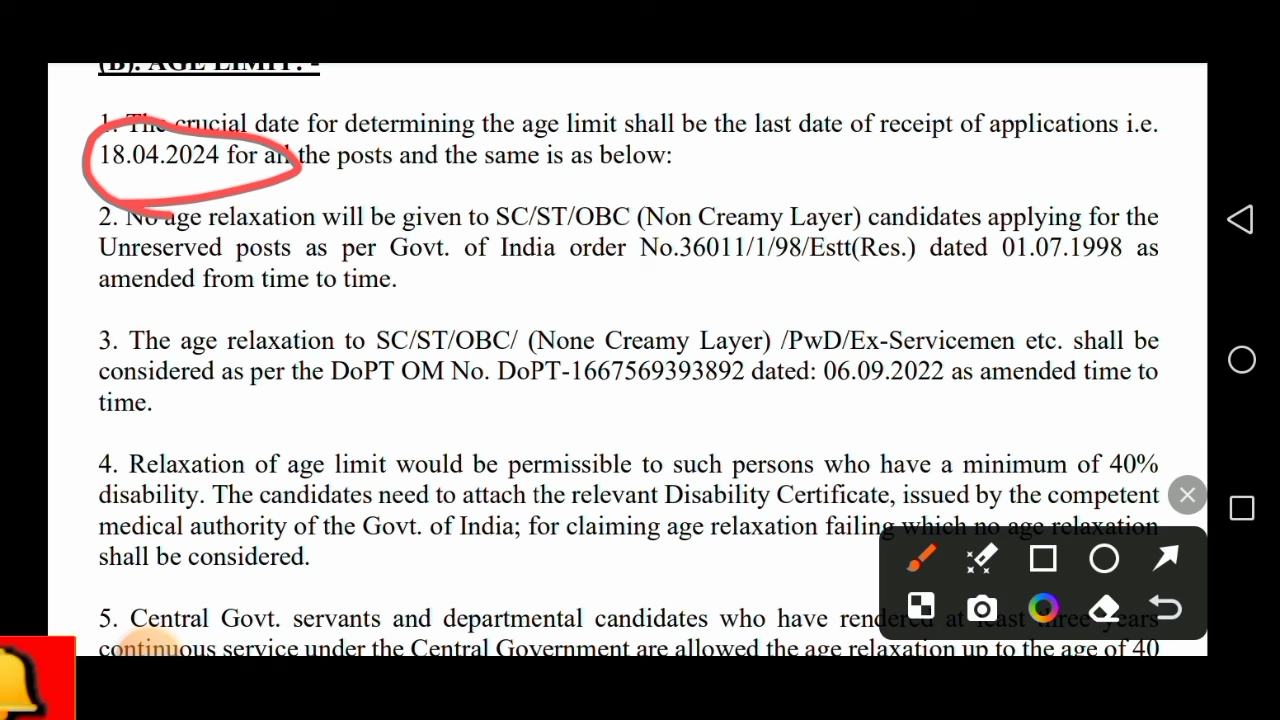 (B). AGE LIMIT: -
1. The crucial date for determining the age limit shall be the last date of receipt of applications i.e.
18.04.2024 for all the posts and the same is as below:
2. No age relaxation will be given to SC/ST/OBC (Non Creamy Layer) candidates applying for the
Unreserved posts as per Govt. of India order No.36011/1/98/Estt(Res.) dated 01.07.1998 as
amended from time to time.
3. The age relaxation to SC/ST/OBC/ (None Creamy Layer) /PwD/Ex-Servicemen etc. shall be
considered as per the DoPT OM No. DoPT-1667569393892 dated: 06.09.2022 as amended time to
time.
4. Relaxation of age limit would be permissible to such persons who have a minimum of 40%
disability. The candidates need to attach the relevant Disability Certificate, issued by the competent
medical authority of the Govt. of India; for claiming age relaxation failing which no age relaxation
shall be considered.
5. Central Govt. servants and departmental candidates who have rendered at least three years
continuous service under the Central Government are allowed the age relaxation up to the age of 40